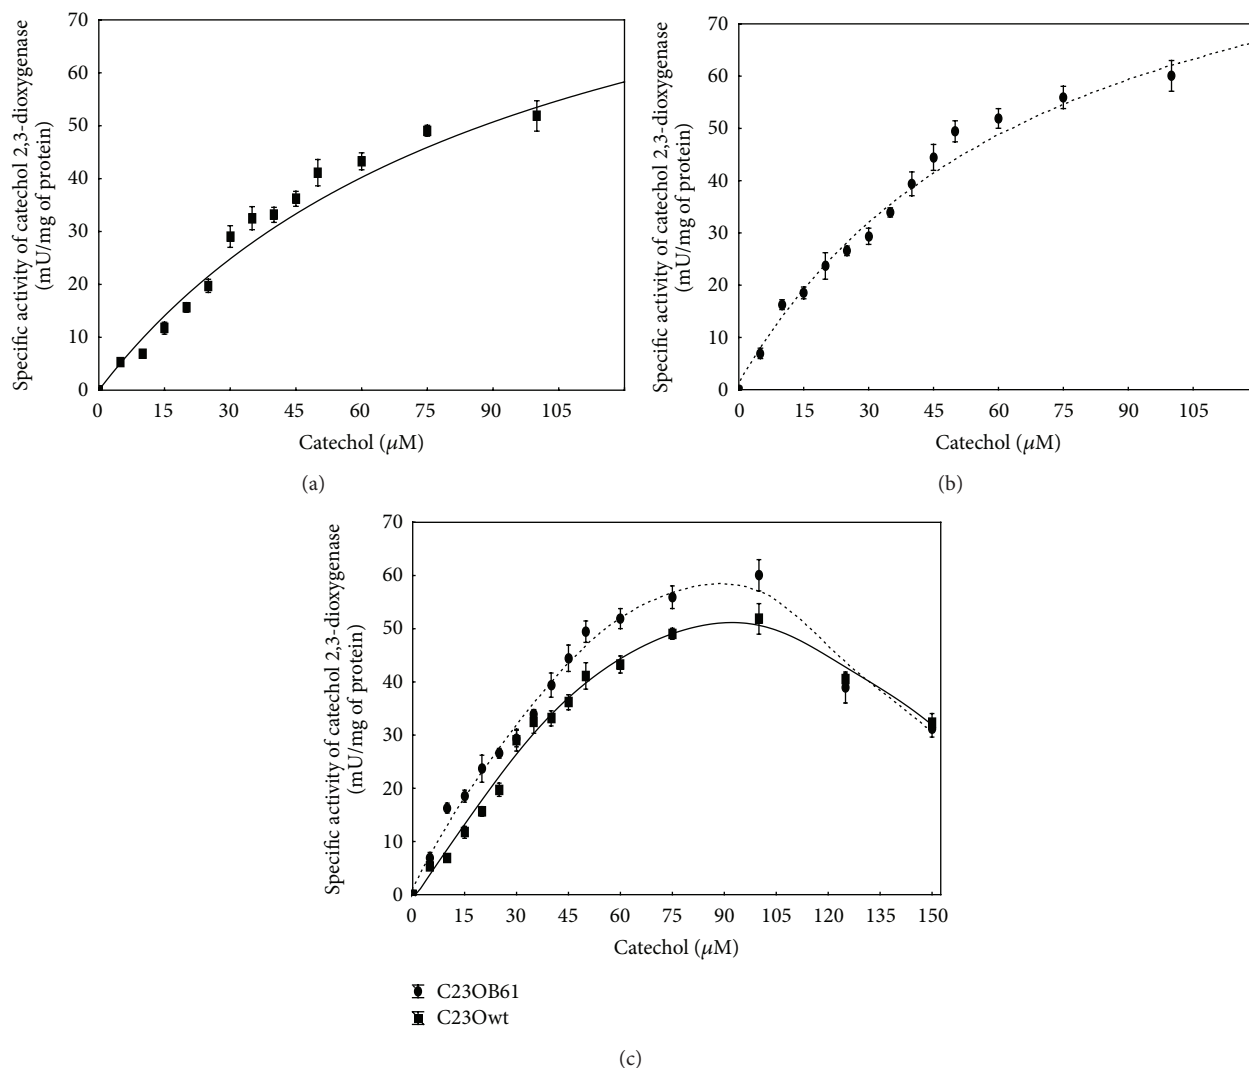 Specific activity of catechol 2,3-dioxygenase
(mU/mg of protein)
70
60
50
40
30
20
10
0
0 15 30 45 60 75 90 105
Catechol (μM)
(a)
Specific activity of catechol 2,3-dioxygenase
(mU/mg of protein)
70
60
50
40
30
20
10
0
0 15 30 45 60 75 90 105
Catechol (μM)
(b)
Specific activity of catechol 2,3-dioxygenase
(mU/mg of protein)
70
60
50
40
30
20
10
0
0 15 30 45 60 75 90 105 120 135 150
Catechol (μM)
C23OB61
C23Owt
(c)